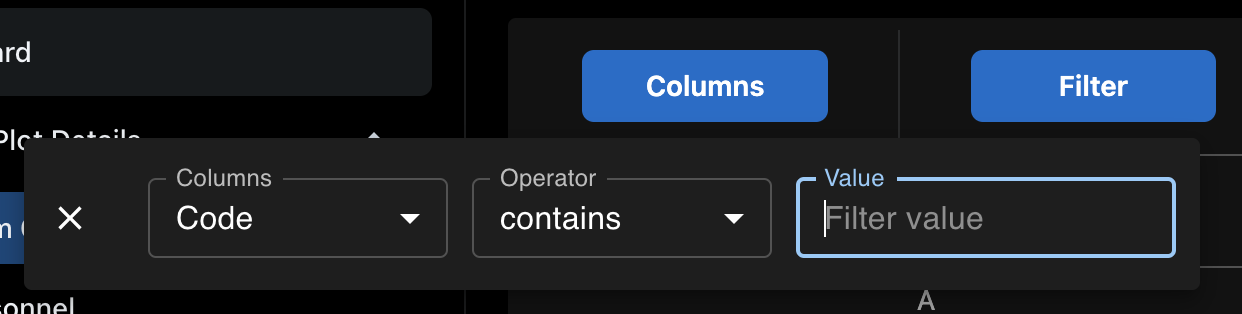 ard
Columns
Filter
Plot Details
Columns
Code
Operator
contains
Value
Filter value
sonnel
A